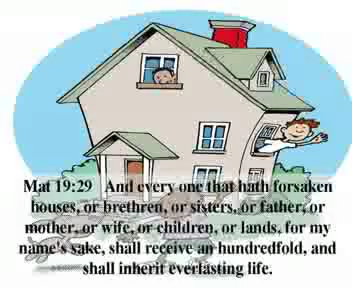 Mat 19:29 And every one that hath forsaken
houses, or brethren, or sisters, or father, or
mother, or wife, or children, or lands, for my
name's sake, shall receive an hundredfold, and
shall inherit everlasting life.